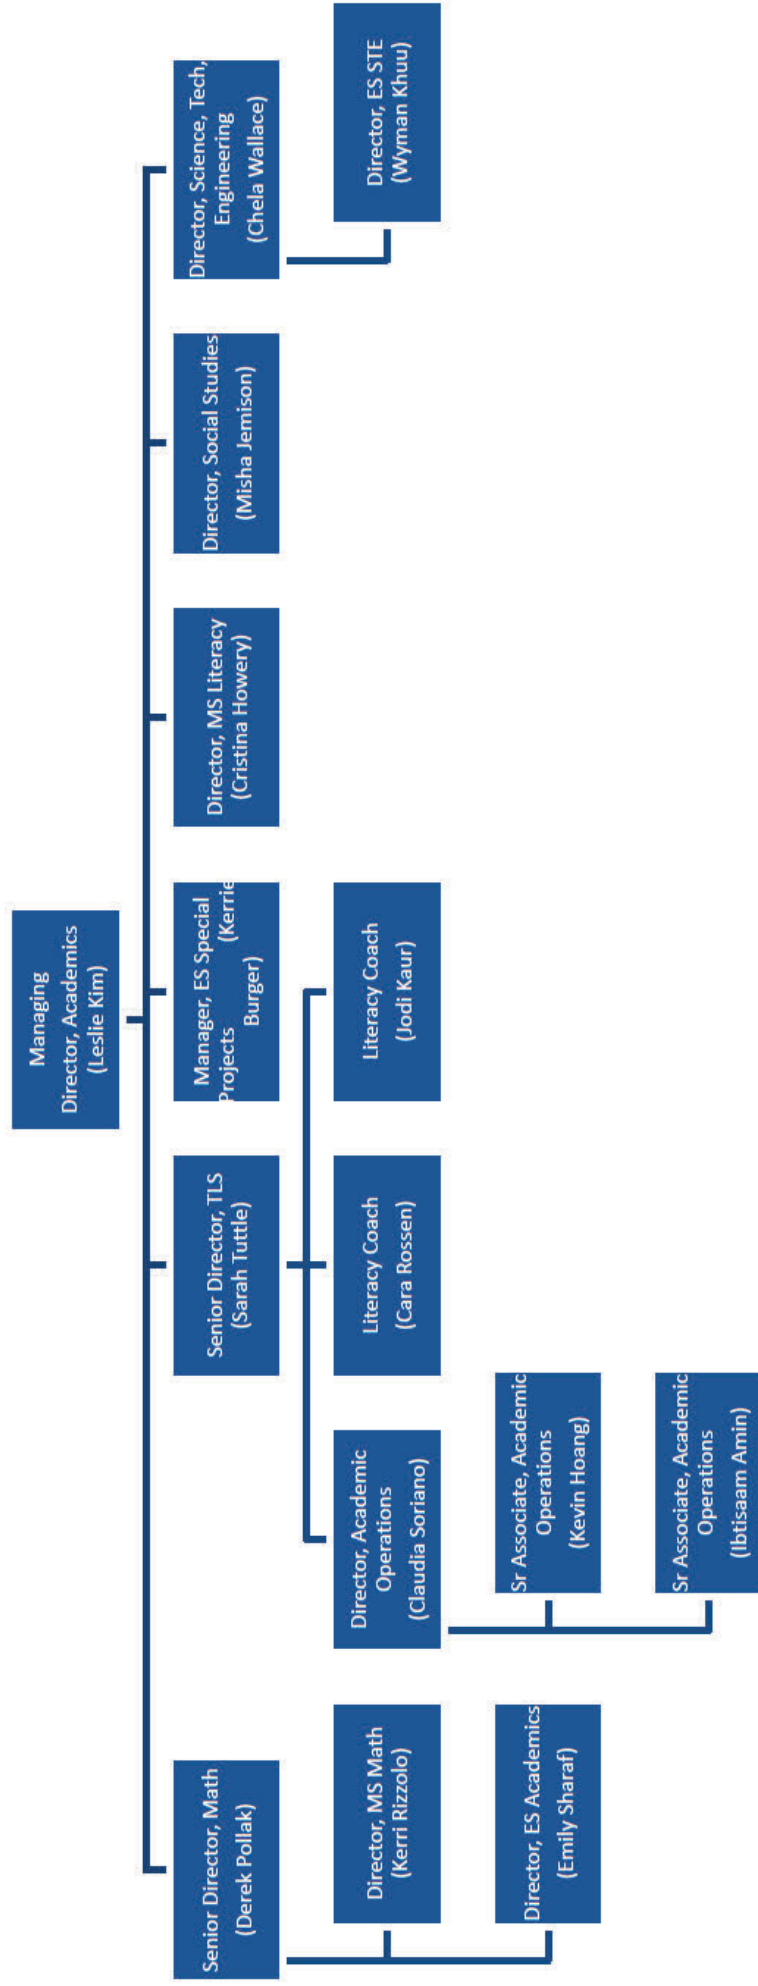 Managing
Director, Academics
(Leslie Kim)
Senior Director, Math
(Derek Pollak)
Senior Director, TLS
(Sarah Tuttle)
Manager, ES Special
Projects (Kerrie
Burger)
Director, MS Literacy
(Cristina Howery)
Director, Social Studies
(Misha Jemison)
Director, Science, Tech,
Engineering
(Chela Wallace)
Director, MS Math
(Kerri Rizzolo)
Director, Academic
Operations
(Claudia Soriano)
Literacy Coach
(Cara Rossen)
Literacy Coach
(Jodi Kaur)
Director, ES STE
(Wyman Khuu)
Director, ES Academics
(Emily Sharaf)
Sr Associate, Academic
Operations
(Kevin Hoang)
Sr Associate, Academic
Operations
(Ibtisaam Amin)